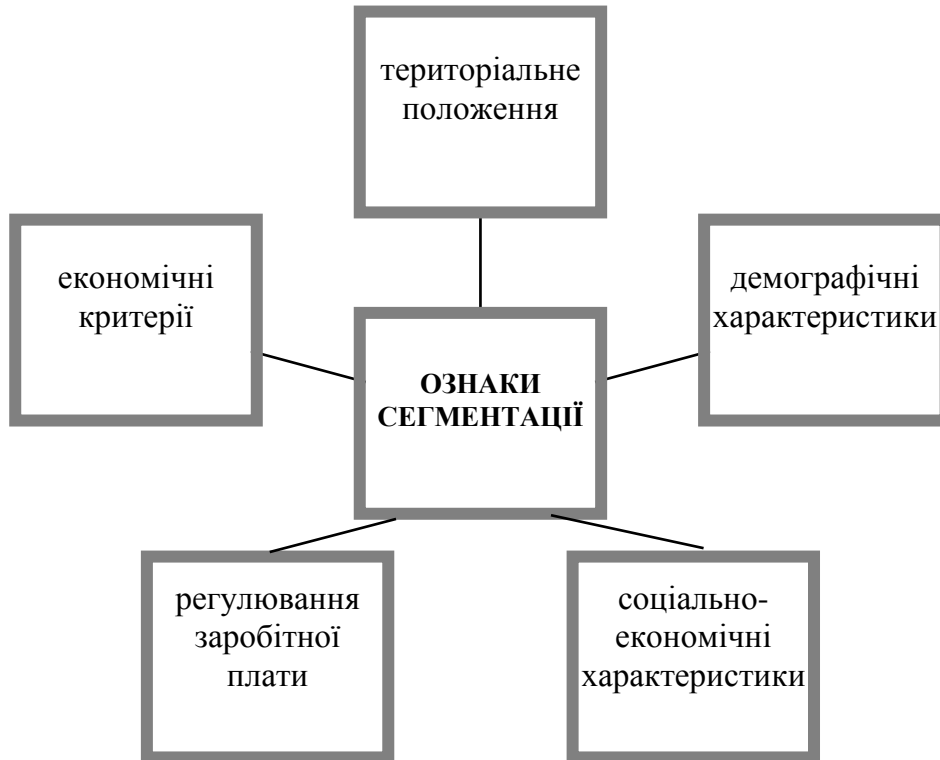 територіальне
положення
економічні
критерії
демографічні
характеристики
ОЗНАКИ
СЕГМЕНТАЦІЇ
регулювання
заробітної
плати
соціально-
економічні
характеристики